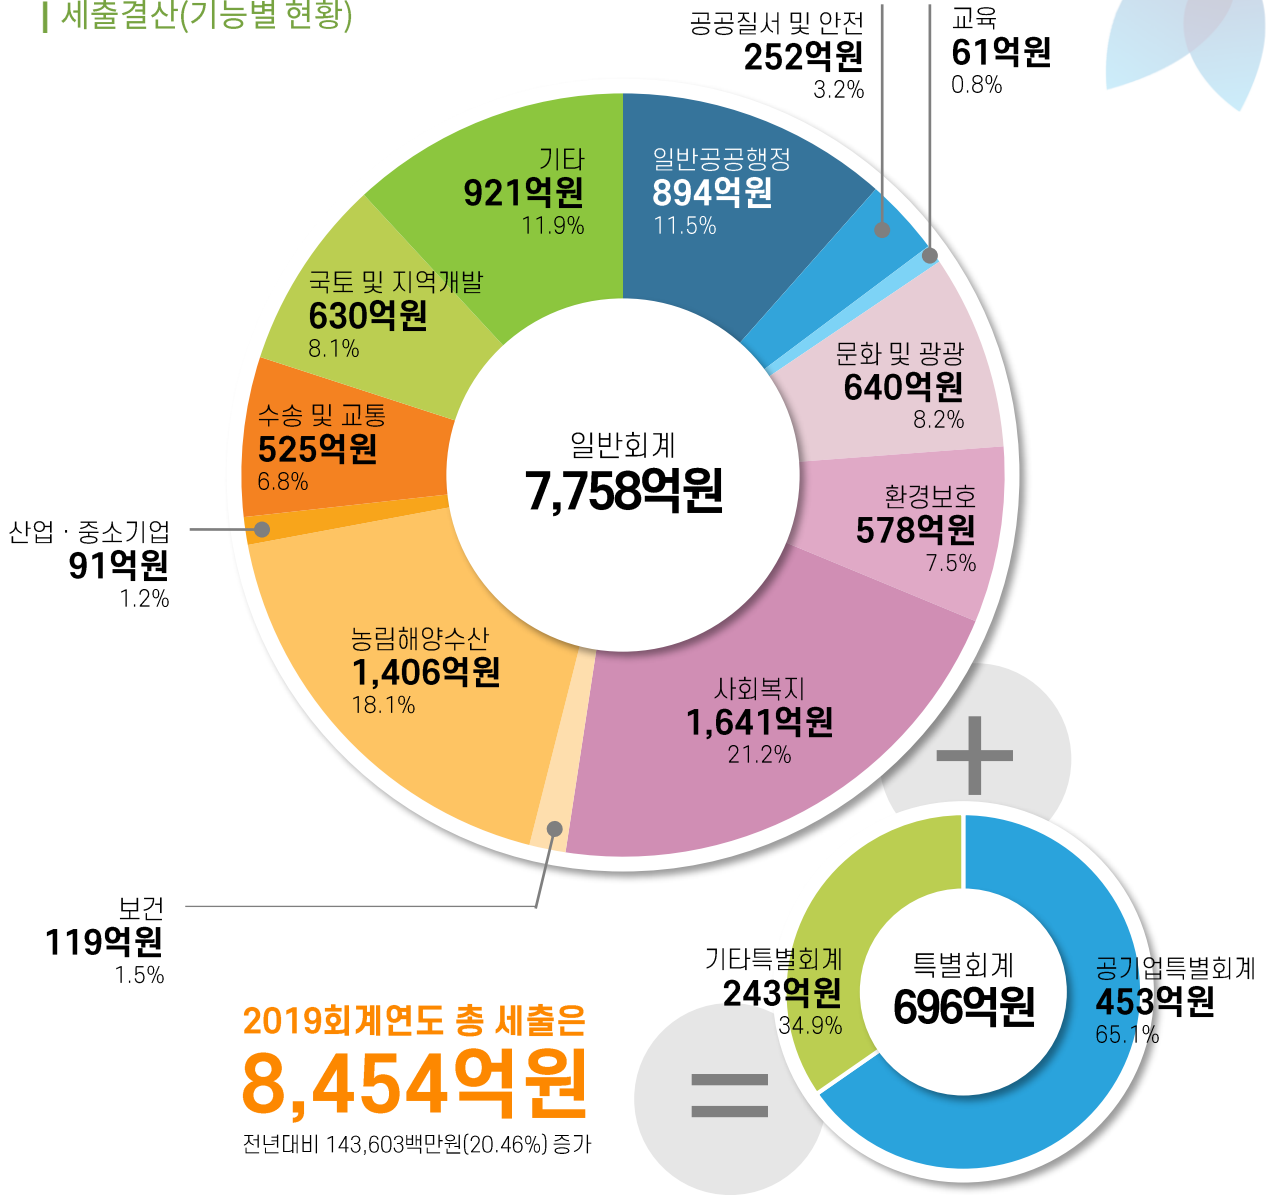 세출결산(기능별 현황)
공공질서 및 안전
252억원
3.2%
교육
61억원
0.8%
기타
921억원
11.9%
일반공공행정
894억원
11.5%
국토 및 지역개발
630억원
8.1%
문화 및 광광
640억원
8.2%
수송 및 교통
525억원
6.8%
일반회계
7,758억원
환경보호
578억원
7.5%
산업 · 중소기업
91억원
1.2%
농림해양수산
1,406억원
18.1%
사회복지
1,641억원
21.2%
+
보건
119억원
1.5%
기타특별회계
243억원
34.9%
특별회계
696억원
공기업특별회계
453억원
65.1%
=
2019회계연도 총 세출은
8,454억원
전년대비 143,603백만원(20.46%) 증가